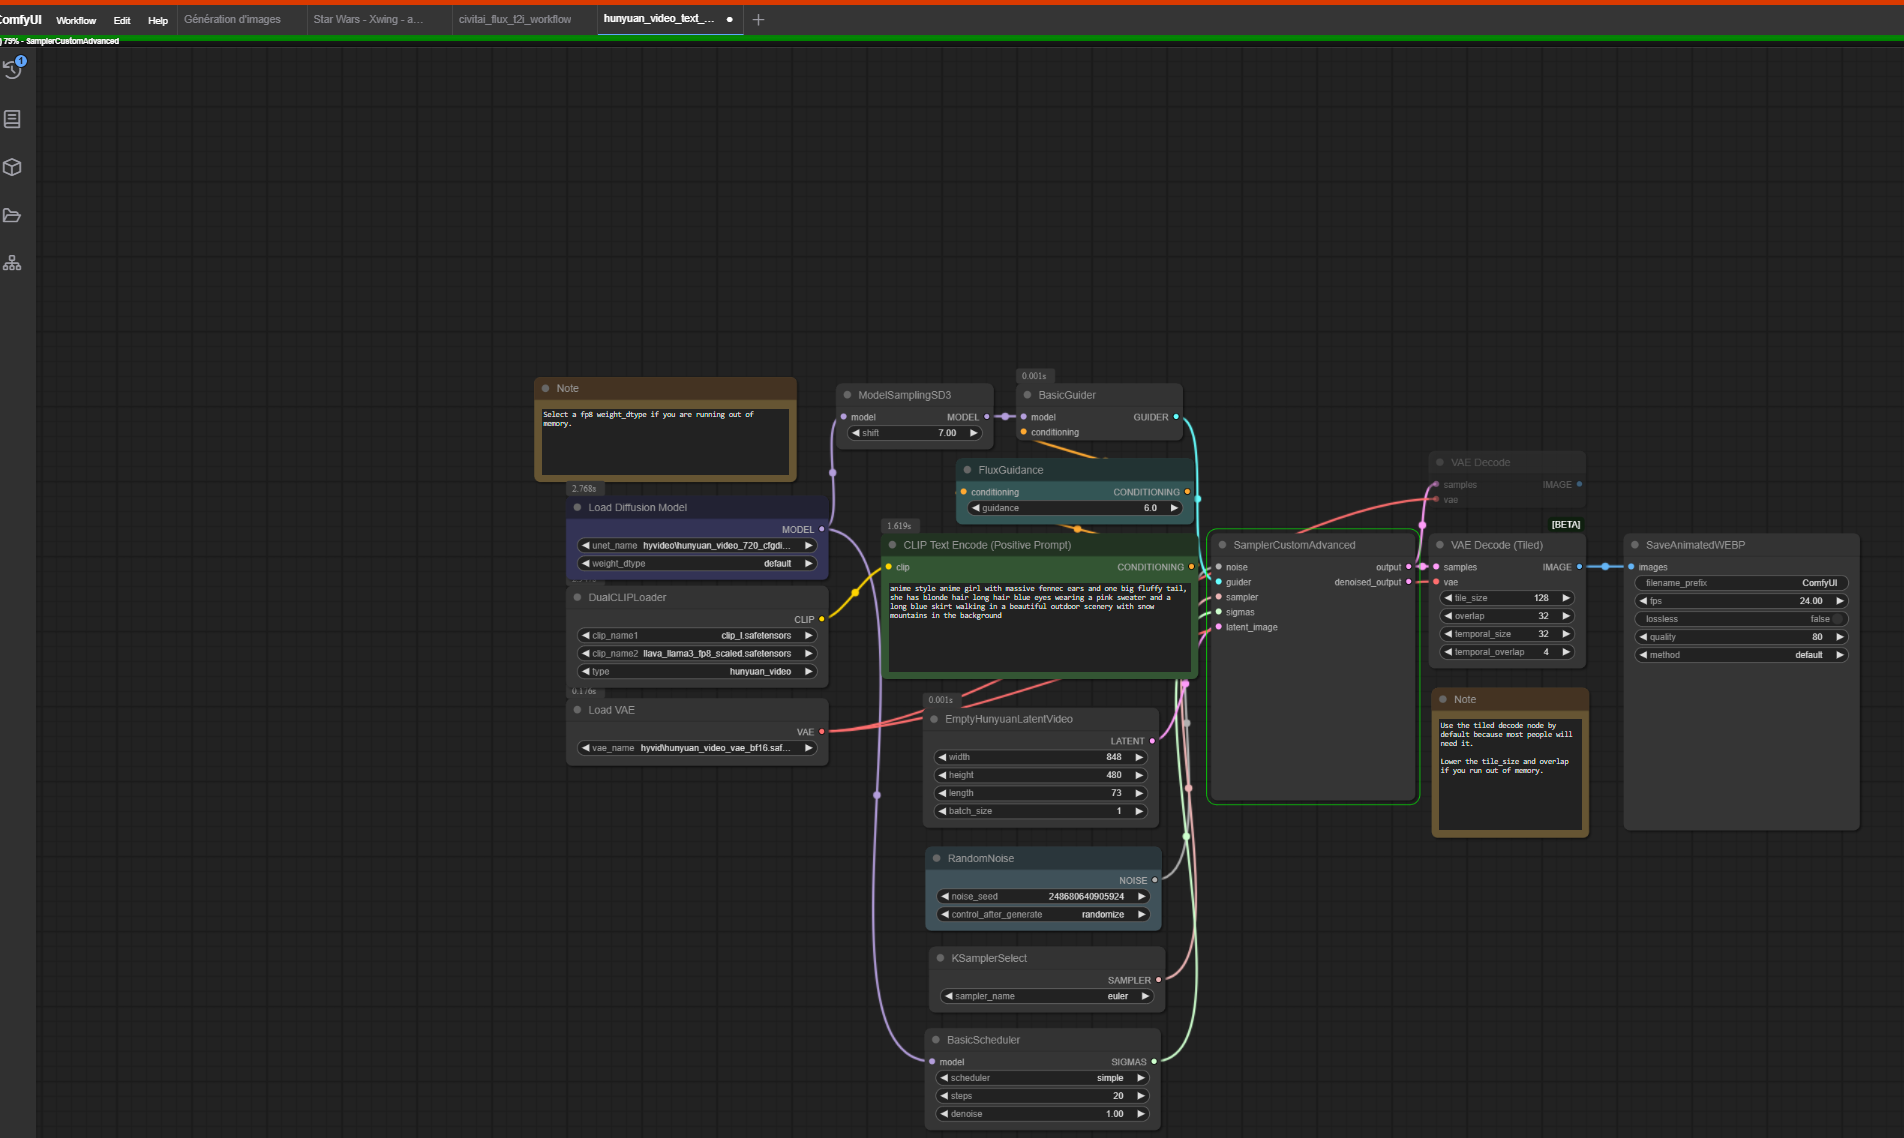 ComfyUI
Workflow
Edit
Help
Génération d'images
Star Wars - Xwing - a...
civitai_flux_t2i_workflow
hunyuan_video_text_...
79% - SamplerCustomAdvanced
1
Note
Select a fp8 weight_dtype if you are running out of
memory.
2.768s
Load Diffusion Model
MODEL
unet_name hyvideo\hunyuan_video_720_cfgdi...
weight_dtype default
DualCLIPLoader
CLIP
clip_name1 clip_l.safetensors
clip_name2 llava_llama3_fp8_scaled.safetensors
type hunyuan_video
0.176s
Load VAE
VAE
vae_name hyvid\hunyuan_video_vae_bf16.saf...
ModelSamplingSD3
model MODEL
shift 7.00
0.001s
BasicGuider
model GUIDER
conditioning
FluxGuidance
conditioning CONDITIONING
guidance 6.0
1.619s
CLIP Text Encode (Positive Prompt)
clip CONDITIONING
anime style anime girl with massive fennec ears and one big fluffy tail,
she has blonde hair long hair blue eyes wearing a pink sweater and a
long blue skirt walking in a beautiful outdoor scenery with snow
mountains in the background
0.001s
EmptyHunyuanLatentVideo
LATENT
width 848
height 480
length 73
batch_size 1
RandomNoise
NOISE
noise_seed 248680640905924
control_after_generate randomize
KSamplerSelect
SAMPLER
sampler_name euler
BasicScheduler
model SIGMAS
scheduler simple
steps 20
denoise 1.00
SamplerCustomAdvanced
noise output
guider denoised_output
sampler
sigmas
latent_image
VAE Decode
samples IMAGE
vae
[BETA]
VAE Decode (Tiled)
samples IMAGE
vae
tile_size 128
overlap 32
temporal_size 32
temporal_overlap 4
Note
Use the tiled decode node by
default because most people will
need it.
Lower the tile_size and overlap
if you run out of memory.
SaveAnimatedWEBP
images
filename_prefix ComfyUI
fps 24.00
lossless false
quality 80
method default